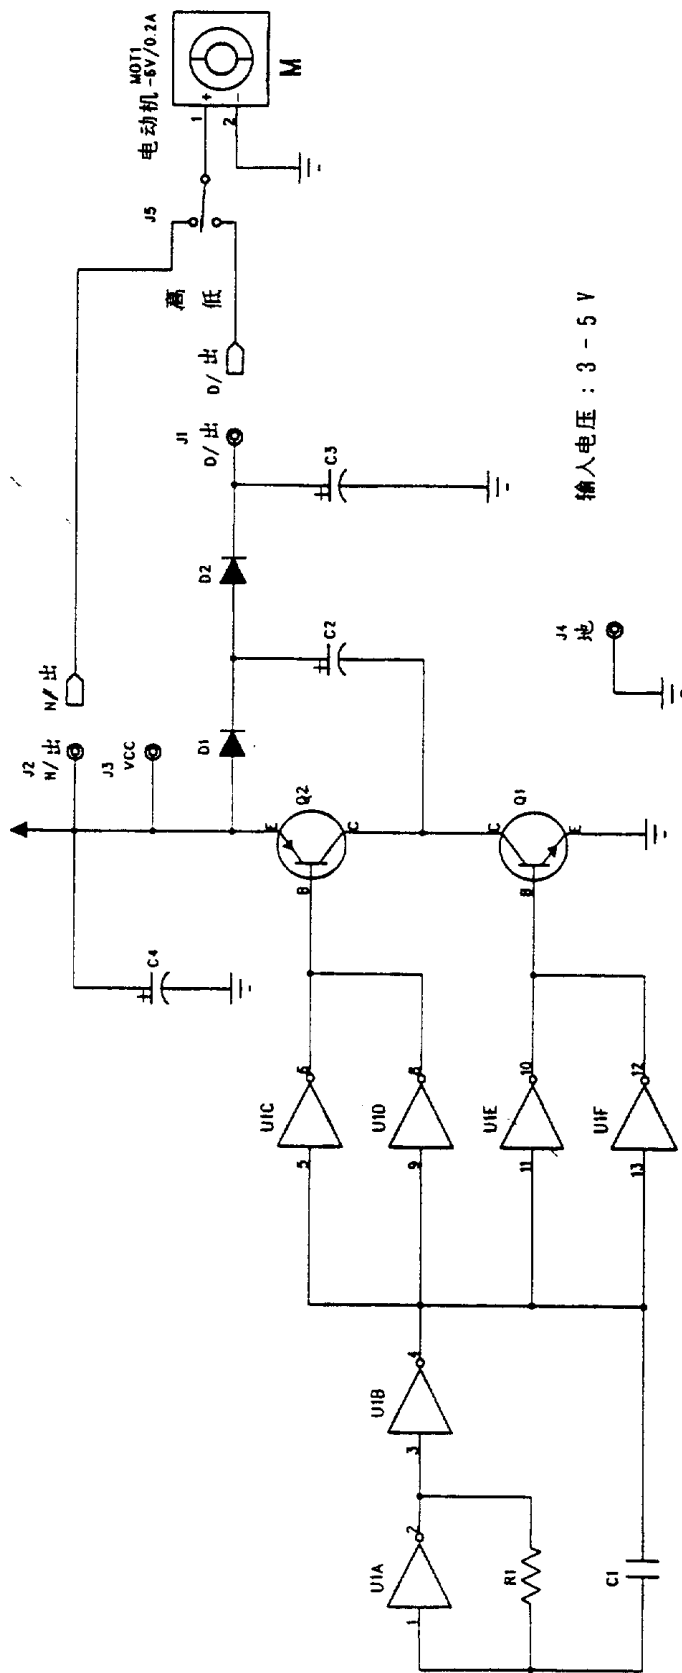 MOT1
电动机 -6V/0.2A
M
1
+
2
-
J5
高
低
N/出
D/出
J2
N/出
J3
VCC
J1
D/出
D1
D2
C2
C3
C4
E
Q2
C
B
C
Q1
E
B
J4
地
输入电压：3-5 V
5
U1C
6
9
U1D
8
11
U1E
10
13
U1F
12
3
U1B
4
1
U1A
2
R1
C1